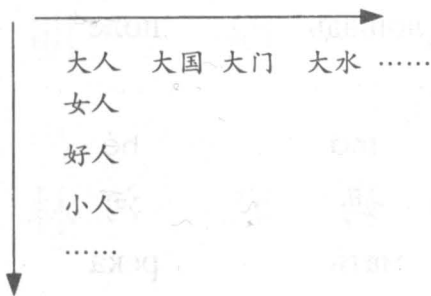 大人 大国 大门 大水 ……
女人
好人
小人
……